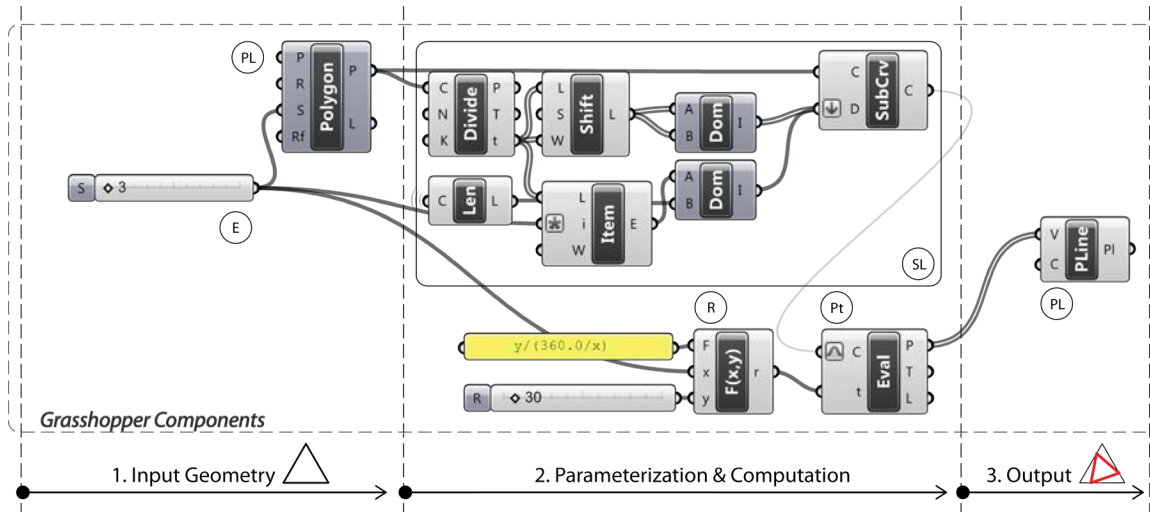 PL
P
R
S
Rf
Polygon
P
L
S
3
E
C
N
K
Divide
P
T
t
L
S
W
Shift
L
A
B
Dom
I
C
D
SubCrv
C
C
Len
L
L
i
W
Item
E
A
B
Dom
I
SL
V
C
PLine
Pl
PL
R
Pt
y/(360.0/x)
F
x
y
F(x,y)
r
R
30
C
t
Eval
P
T
L
Grasshopper Components
1. Input Geometry
2. Parameterization & Computation
3. Output